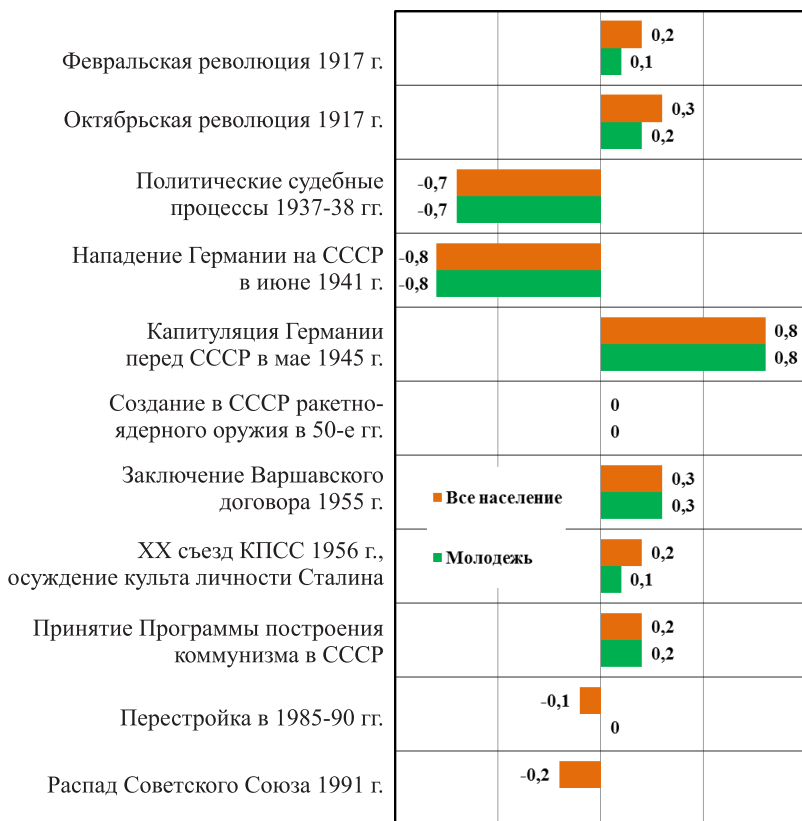 Февральская революция 1917 г.
0,2
0,1
Октябрьская революция 1917 г.
0,3
0,2
Политические судебные
процессы 1937-38 гг.
-0,7
-0,7
Нападение Германии на СССР
в июне 1941 г.
-0,8
-0,8
Капитуляция Германии
перед СССР в мае 1945 г.
0,8
0,8
Создание в СССР ракетно-
ядерного оружия в 50-е гг.
0
0
Заключение Варшавского
договора 1955 г.
Все население
0,3
0,3
XX съезд КПСС 1956 г.,
осуждение культа личности Сталина
Молодежь
0,2
0,1
Принятие Программы построения
коммунизма в СССР
0,2
0,2
Перестройка в 1985-90 гг.
-0,1
0
Распад Советского Союза 1991 г.
-0,2